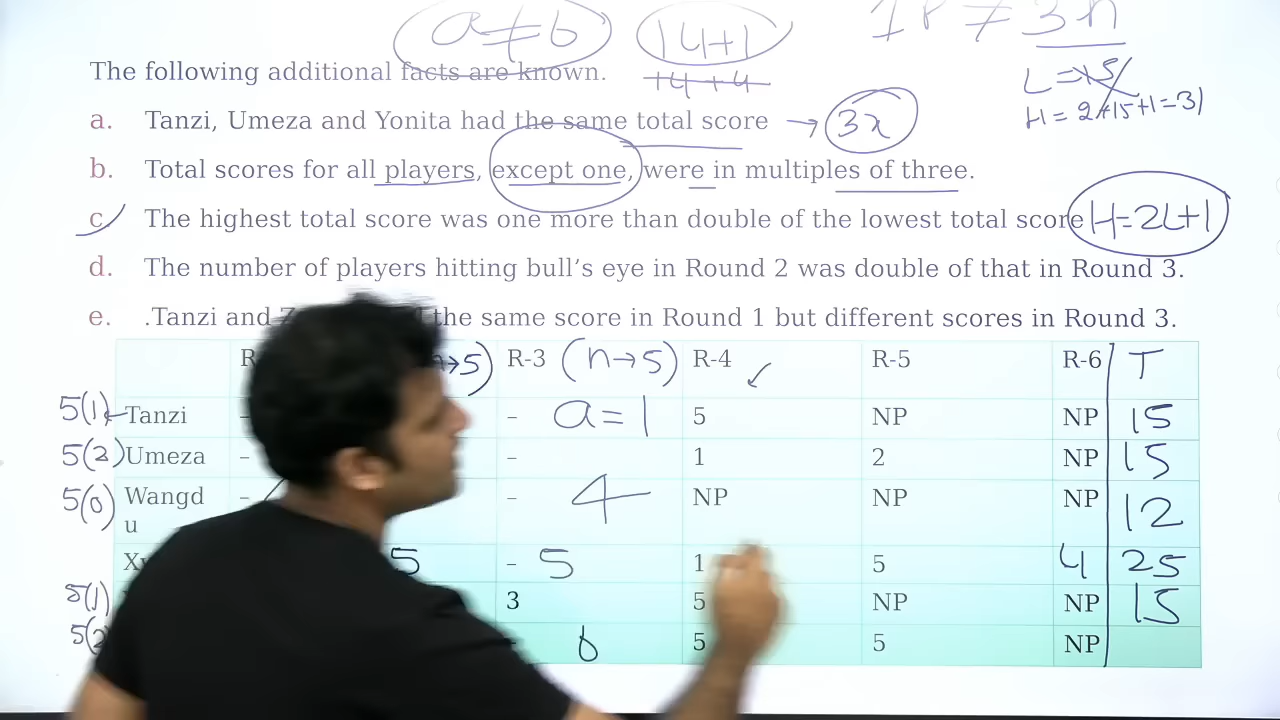 a≠b 14+1 1P ≠ 3n
The following additional facts are known. 14+4 L=15
a. Tanzi, Umeza and Yonita had the same total score → 3x H=2×15+1=31
b. Total scores for all players, except one, were in multiples of three.
c. The highest total score was one more than double of the lowest total score H=2L+1
d. The number of players hitting bull's eye in Round 2 was double of that in Round 3.
e. .Tanzi and the same score in Round 1 but different scores in Round 3.
→5) R-3 (n→5) R-4 R-5 R-6 T
5(1) Tanzi – – a=1 5 NP NP 15
5(2) Umeza – – 1 2 NP 15
5(0) Wangdu – – 4 NP NP NP 12
5 – 5 1 5 4 25
5(1) 3 5 NP NP 15
b 5 5 NP